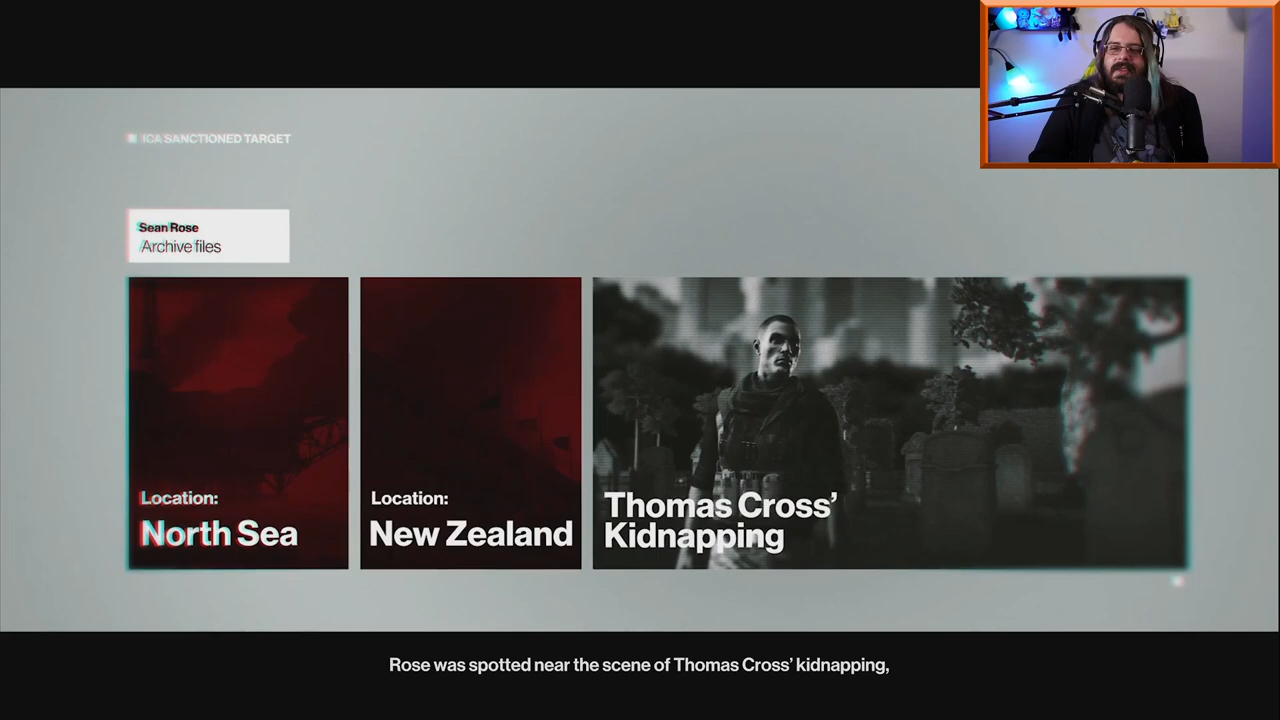 ICA SANCTIONED TARGET
Sean Rose
Archive files
Location:
North Sea
Location:
New Zealand
Thomas Cross’
Kidnapping
Rose was spotted near the scene of Thomas Cross’ kidnapping,